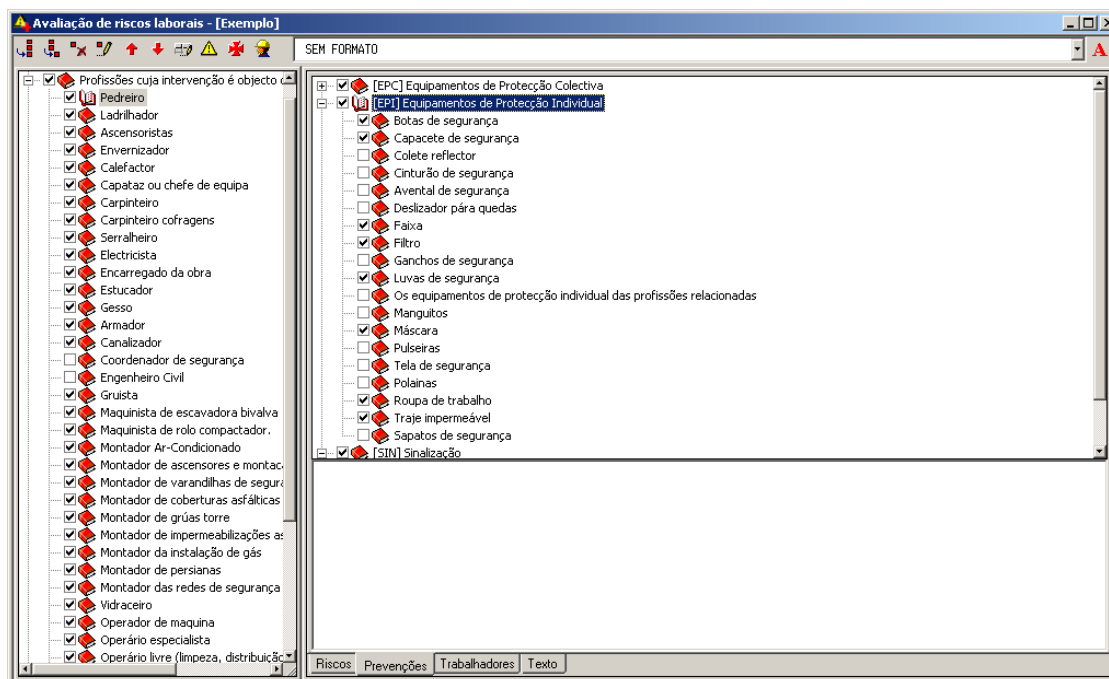 Avaliação de riscos laborais - [Exemplo]
SEM FORMATO
A
Profissões cuja intervenção é objecto
Pedreiro
Ladrilhador
Ascensoristas
Envernizador
Calefactor
Capataz ou chefe de equipa
Carpinteiro
Carpinteiro cofragens
Serralheiro
Electricista
Encarregado da obra
Estucador
Gesso
Armador
Canalizador
Coordenador de segurança
Engenheiro Civil
Gruista
Maquinista de escavadora bivalva
Maquinista de rolo compactador.
Montador Ar-Condicionado
Montador de ascensores e montac
Montador de varandilhas de segura
Montador de coberturas asfálticas
Montador de grúas torre
Montador de impermeabilizações as
Montador da instalação de gás
Montador de persianas
Montador das redes de segurança
Vidraceiro
Operador de maquina
Operário especialista
Operário livre (limpeza, distribuiçãc
[EPC] Equipamentos de Protecção Colectiva
[EPI] Equipamentos de Protecção Individual
Botas de segurança
Capacete de segurança
Colete reflector
Cinturão de segurança
Avental de segurança
Deslizador pára quedas
Faixa
Filtro
Ganchos de segurança
Luvas de segurança
Os equipamentos de protecção individual das profissões relacionadas
Manguitos
Máscara
Pulseiras
Tela de segurança
Polainas
Roupa de trabalho
Traje impermeável
Sapatos de segurança
[SIN] Sinalização
Riscos Prevenções Trabalhadores Texto